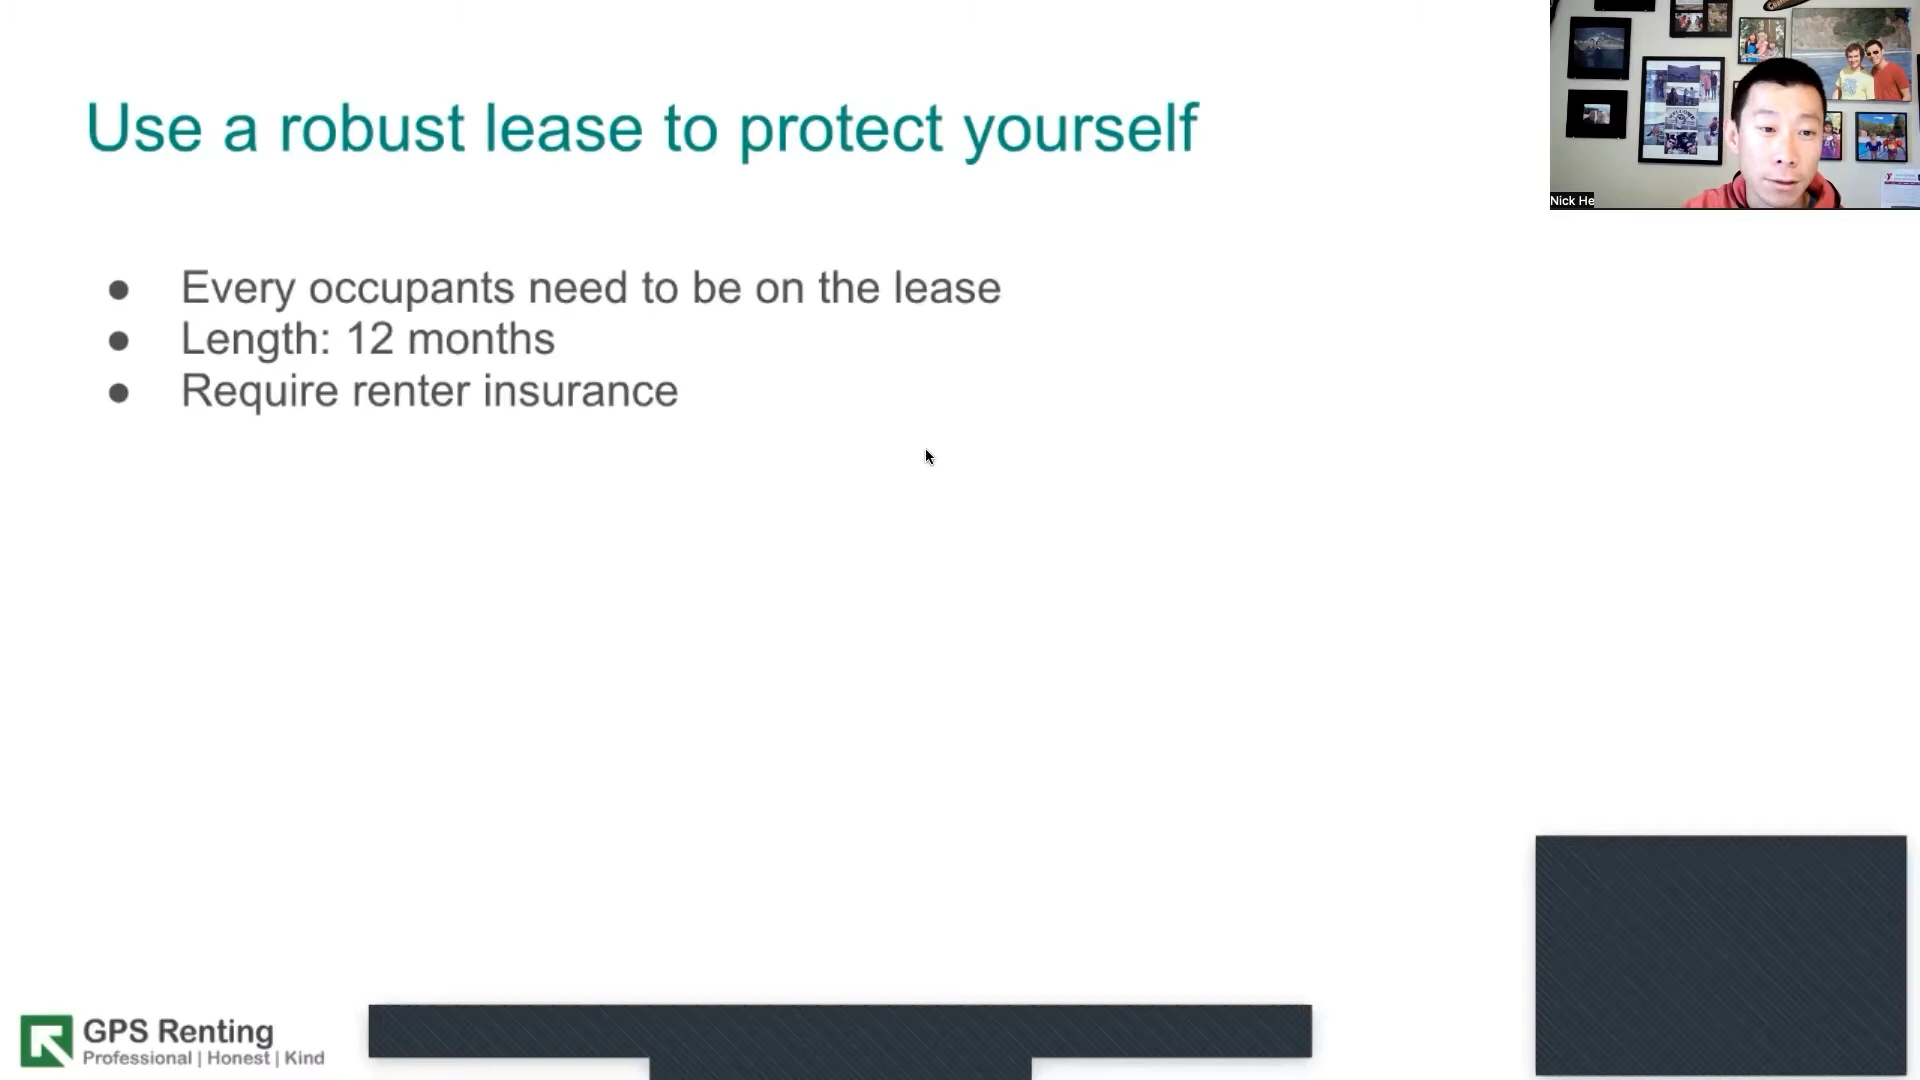 Use a robust lease to protect yourself
Nick He
● Every occupants need to be on the lease
● Length: 12 months
● Require renter insurance
GPS Renting
Professional | Honest | Kind